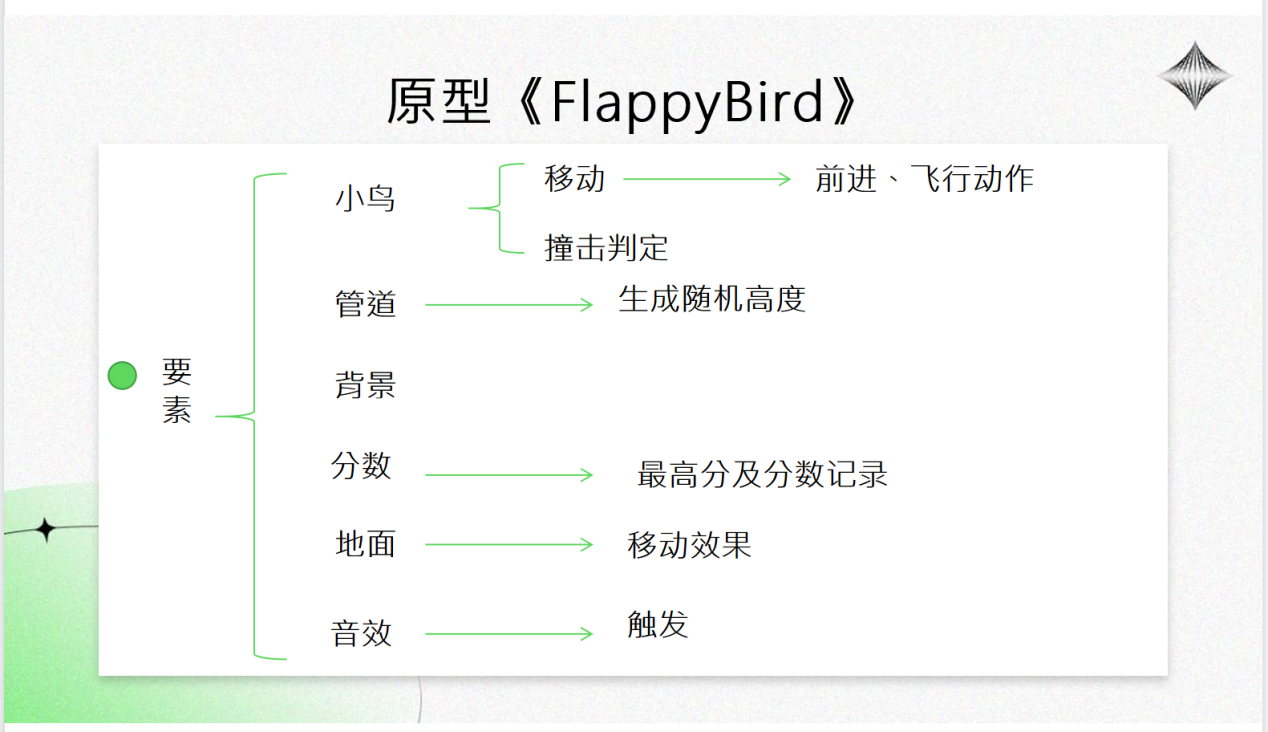 原型《FlappyBird》
要
素
小鸟
移动
前进、飞行动作
撞击判定
管道
生成随机高度
背景
分数
最高分及分数记录
地面
移动效果
音效
触发